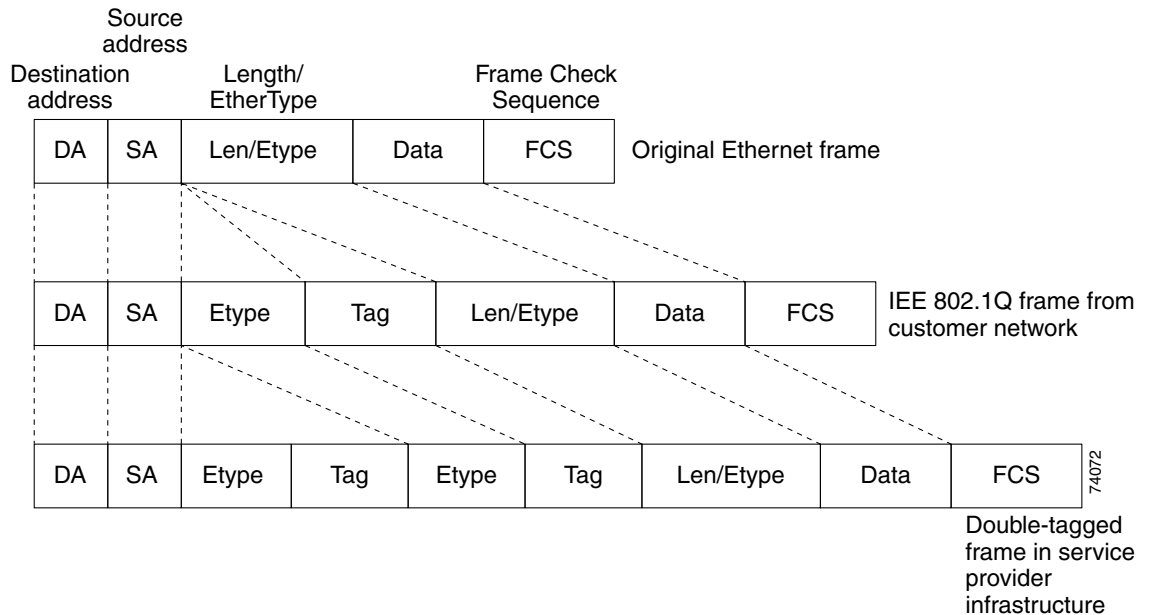 Source
address
Destination
address
Length/
EtherType
Frame Check
Sequence
DA SA Len/Etype Data FCS Original Ethernet frame
DA SA Etype Tag Len/Etype Data FCS
IEE 802.1Q frame from
customer network
DA SA Etype Tag Etype Tag Len/Etype Data FCS
74072
Double-tagged
frame in service
provider
infrastructure